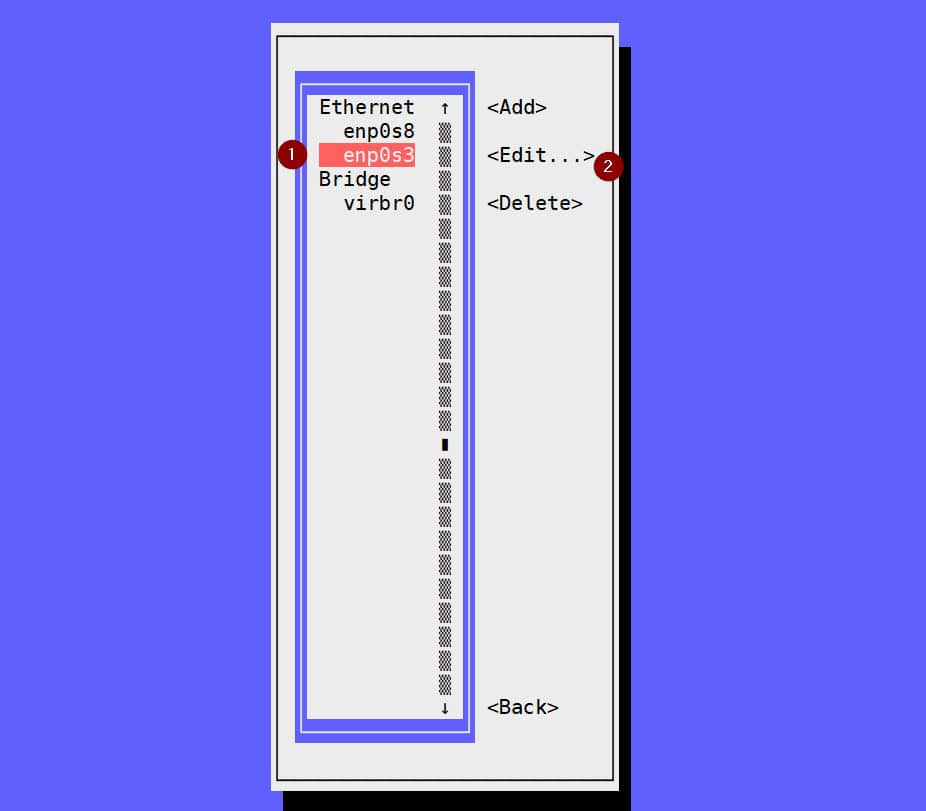 Ethernet ↑ <Add>
enp0s8
1 enp0s3 <Edit...> 2
Bridge
virbr0 <Delete>
↓ <Back>